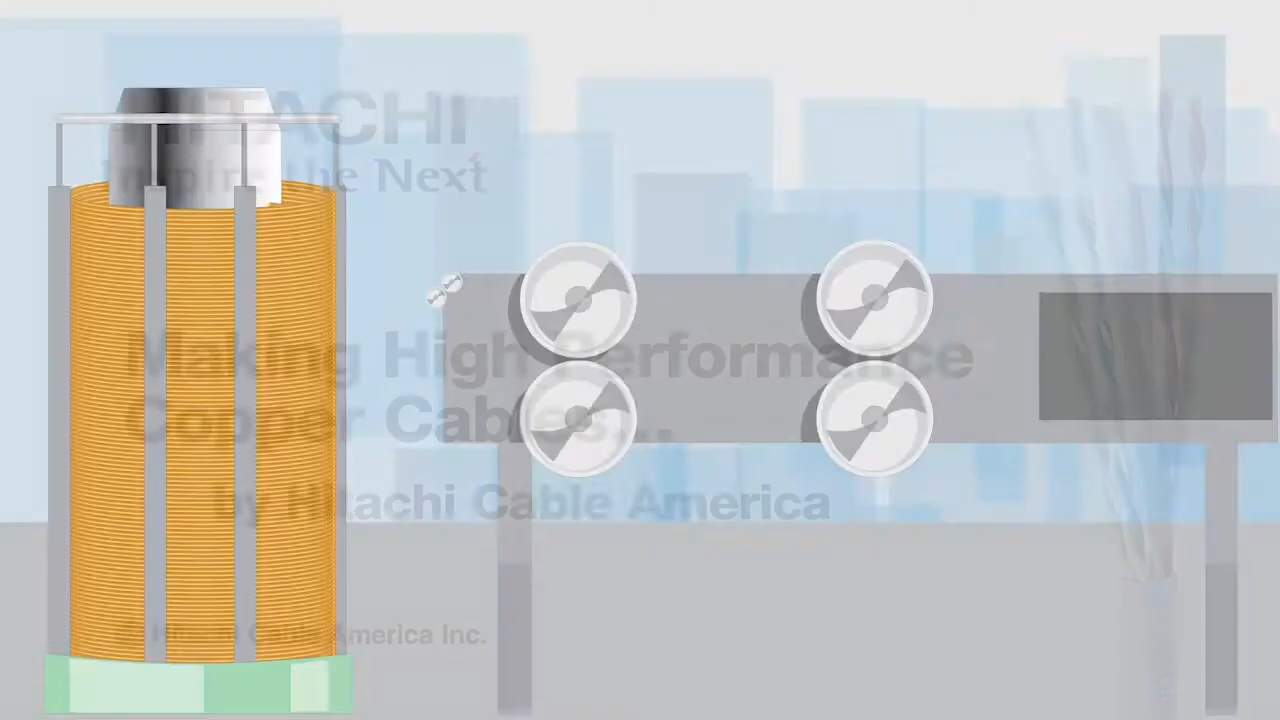 HITACHI
Inspire the Next
Making High Performance
Copper Cables...
by Hitachi Cable America
© Hitachi Cable America Inc.